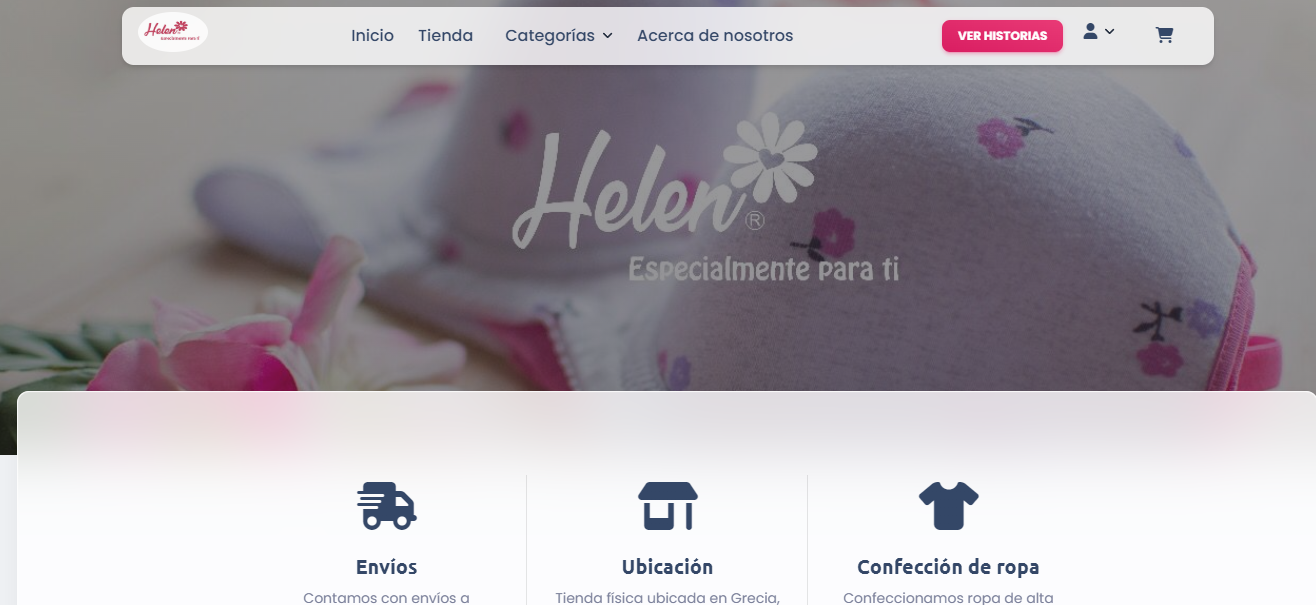 Helen
Especialmente para ti
Inicio
Tienda
Categorías
Acerca de nosotros
VER HISTORIAS
Helen®
Especialmente para ti
Envíos
Contamos con envíos a
Ubicación
Tienda física ubicada en Grecia,
Confección de ropa
Confeccionamos ropa de alta